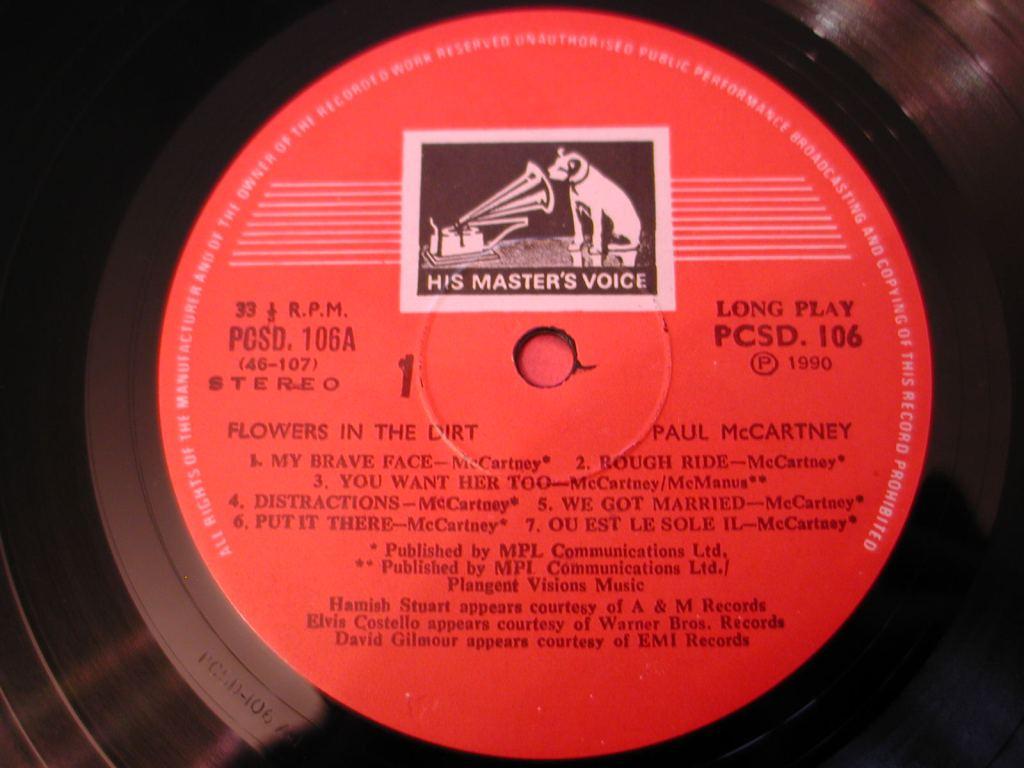 ALL RIGHTS OF THE MANUFACTURER AND OF THE OWNER OF THE RECORDED WORK RESERVED UNAUTHORISED PUBLIC PERFORMANCE BROADCASTING AND COPYING OF THIS RECORD PROHIBITED
HIS MASTER'S VOICE
33 ⅓ R.P.M.
PCSD. 106A
(46-107)
STEREO
1
LONG PLAY
PCSD. 106
Ⓟ 1990
FLOWERS IN THE DIRT PAUL McCARTNEY
1. MY BRAVE FACE—McCartney* 2. ROUGH RIDE—McCartney*
3. YOU WANT HER TOO—McCartney/McManus**
4. DISTRACTIONS—McCartney* 5. WE GOT MARRIED—McCartney*
6. PUT IT THERE—McCartney* 7. OU EST LE SOLE IL—McCartney*
* Published by MPL Communications Ltd.
** Published by MPL Communications Ltd./
Plangent Visions Music
Hamish Stuart appears courtesy of A & M Records
Elvis Costello appears courtesy of Warner Bros. Records
David Gilmour appears courtesy of EMI Records
PCSD-106